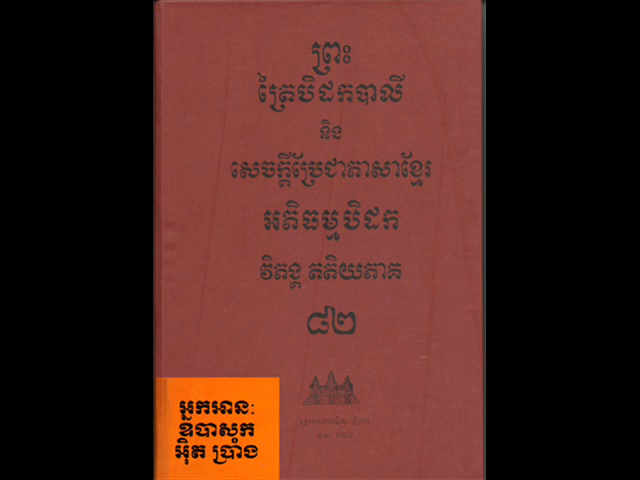 ព្រះ
ត្រៃបិដកបាលី
និង
សេចក្តីប្រែជាភាសាខ្មែរ
អភិធម្មបិដក
វិភង្គ តតិយភាគ
៨២
អ្នកអានៈ
ឧបាសក
អ៊ិត ប្រាំង